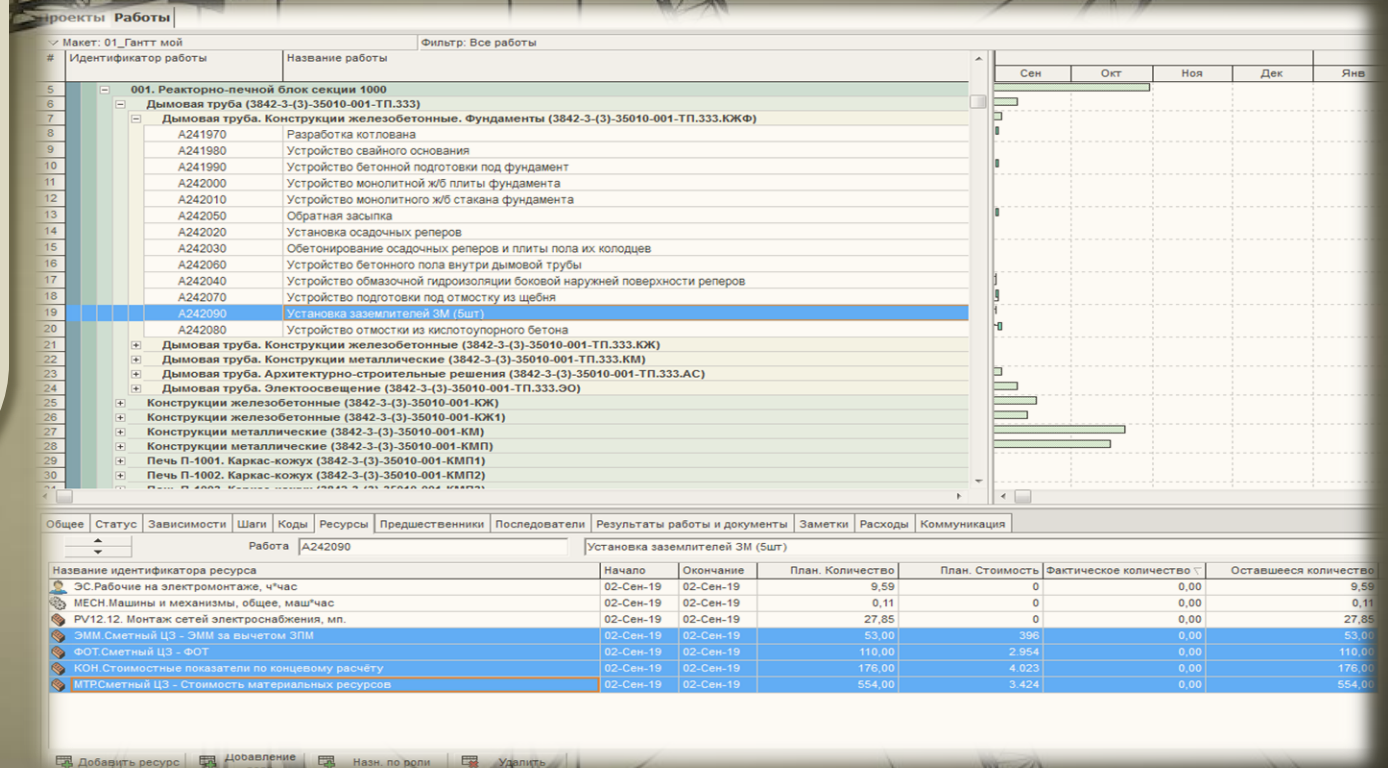 Проекты Работы
Макет: 01_Гантт мой Фильтр: Все работы
# Идентификатор работы Название работы
Сен Окт Ноя Дек Янв
5 001. Реакторно-печной блок секции 1000
6 Дымовая труба (3842-3-(3)-35010-001-ТП.333)
7 Дымовая труба. Конструкции железобетонные. Фундаменты (3842-3-(3)-35010-001-ТП.333.КЖФ)
8 A241970 Разработка котлована
9 A241980 Устройство свайного основания
10 A241990 Устройство бетонной подготовки под фундамент
11 A242000 Устройство монолитной ж/б плиты фундамента
12 A242010 Устройство монолитного ж/б стакана фундамента
13 A242050 Обратная засыпка
14 A242020 Установка осадочных реперов
15 A242030 Обетонирование осадочных реперов и плиты пола их колодцев
16 A242060 Устройство бетонного пола внутри дымовой трубы
17 A242040 Устройство обмазочной гидроизоляции боковой наружней поверхности реперов
18 A242070 Устройство подготовки под отмостку из щебня
19 A242090 Установка заземлителей ЗМ (5шт)
20 A242080 Устройство отмостки из кислотоупорного бетона
21 Дымовая труба. Конструкции железобетонные (3842-3-(3)-35010-001-ТП.333.КЖ)
22 Дымовая труба. Конструкции металлические (3842-3-(3)-35010-001-ТП.333.КМ)
23 Дымовая труба. Архитектурно-строительные решения (3842-3-(3)-35010-001-ТП.333.АС)
24 Дымовая труба. Электоосвещение (3842-3-(3)-35010-001-ТП.333.ЭО)
25 Конструкции железобетонные (3842-3-(3)-35010-001-КЖ)
26 Конструкции железобетонные (3842-3-(3)-35010-001-КЖ1)
27 Конструкции металлические (3842-3-(3)-35010-001-КМ)
28 Конструкции металлические (3842-3-(3)-35010-001-КМП)
29 Печь П-1001. Каркас-кожух (3842-3-(3)-35010-001-КМП1)
30 Печь П-1002. Каркас-кожух (3842-3-(3)-35010-001-КМП2)
Общее Статус Зависимости Шаги Коды Ресурсы Предшественники Последователи Результаты работы и документы Заметки Расходы Коммуникация
Работа A242090 Установка заземлителей ЗМ (5шт)
Название идентификатора ресурса Начало Окончание План. Количество План. Стоимость Фактическое количество Оставшееся количество
ЭС.Рабочие на электромонтаже, ч*час 02-Сен-19 02-Сен-19 9,59 0 0,00 9,59
МЕСН.Машины и механизмы, общее, маш*час 02-Сен-19 02-Сен-19 0,11 0 0,00 0,11
PV12.12. Монтаж сетей электроснабжения, мп. 02-Сен-19 02-Сен-19 27,85 0 0,00 27,85
ЭММ.Сметный ЦЗ - ЭММ за вычетом ЗПМ 02-Сен-19 02-Сен-19 53,00 396 0,00 53,00
ФОТ.Сметный ЦЗ - ФОТ 02-Сен-19 02-Сен-19 110,00 2.954 0,00 110,00
КОН.Стоимостные показатели по концевому расчёту 02-Сен-19 02-Сен-19 176,00 4.023 0,00 176,00
МТР.Сметный ЦЗ - Стоимость материальных ресурсов 02-Сен-19 02-Сен-19 554,00 3.424 0,00 554,00
Добавить ресурс Добавление Назн. по роли Удалить